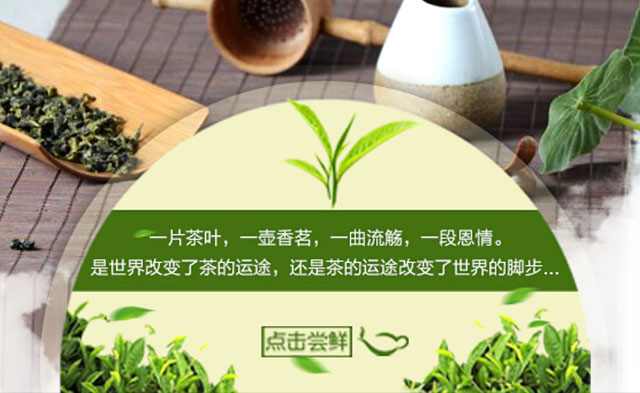 一片茶叶，一壶香茗，一曲流觞，一段恩情。
是世界改变了茶的运途，还是茶的运途改变了世界的脚步...
点击尝鲜